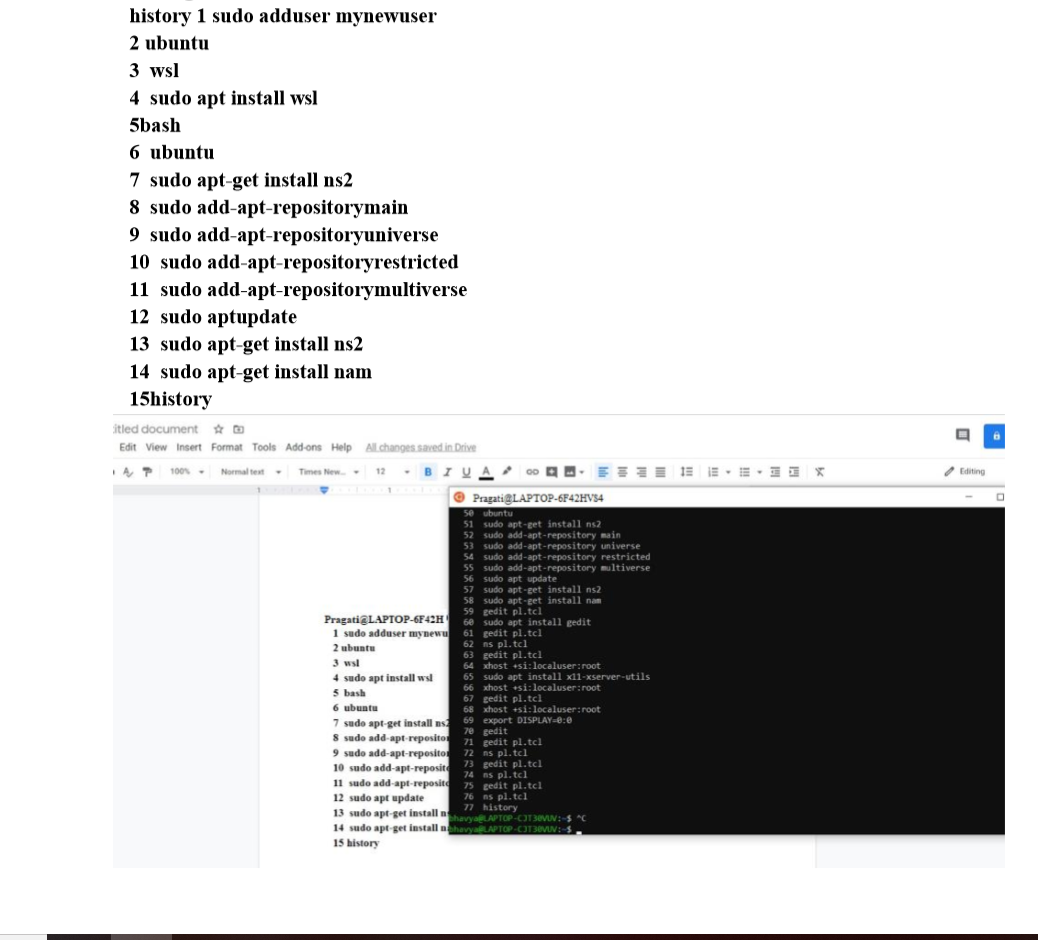 history 1 sudo adduser mynewuser
2 ubuntu
3 wsl
4 sudo apt install wsl
5bash
6 ubuntu
7 sudo apt-get install ns2
8 sudo add-apt-repositorymain
9 sudo add-apt-repositoryuniverse
10 sudo add-apt-repositoryrestricted
11 sudo add-apt-repositorymultiverse
12 sudo aptupdate
13 sudo apt-get install ns2
14 sudo apt-get install nam
15history
itled document
Edit View Insert Format Tools Add-ons Help All changes saved in Drive
100% Normal text Times New... 12 B I U A Editing
1 1
Pragati@LAPTOP-6F42HVS4
50 ubuntu
51 sudo apt-get install ns2
52 sudo add-apt-repository main
53 sudo add-apt-repository universe
54 sudo add-apt-repository restricted
55 sudo add-apt-repository multiverse
56 sudo apt update
57 sudo apt-get install ns2
58 sudo apt-get install nam
59 gedit pl.tcl
60 sudo apt install gedit
61 gedit pl.tcl
62 ns pl.tcl
63 gedit pl.tcl
64 xhost +si:localuser:root
65 sudo apt install x11-xserver-utils
66 xhost +si:localuser:root
67 gedit pl.tcl
68 xhost +si:localuser:root
69 export DISPLAY=0:0
70 gedit
71 gedit pl.tcl
72 ns pl.tcl
73 gedit pl.tcl
74 ns pl.tcl
75 gedit pl.tcl
76 ns pl.tcl
77 history
bhavya@LAPTOP-CJT30VUV:~$ ^C
bhavya@LAPTOP-CJT30VUV:~$
Pragati@LAPTOP-6F42H
1 sudo adduser mynewu
2 ubuntu
3 wsl
4 sudo apt install wsl
5 bash
6 ubuntu
7 sudo apt-get install ns2
8 sudo add-apt-repositor
9 sudo add-apt-repositor
10 sudo add-apt-reposito
11 sudo add-apt-reposito
12 sudo apt update
13 sudo apt-get install n
14 sudo apt-get install n
15 history